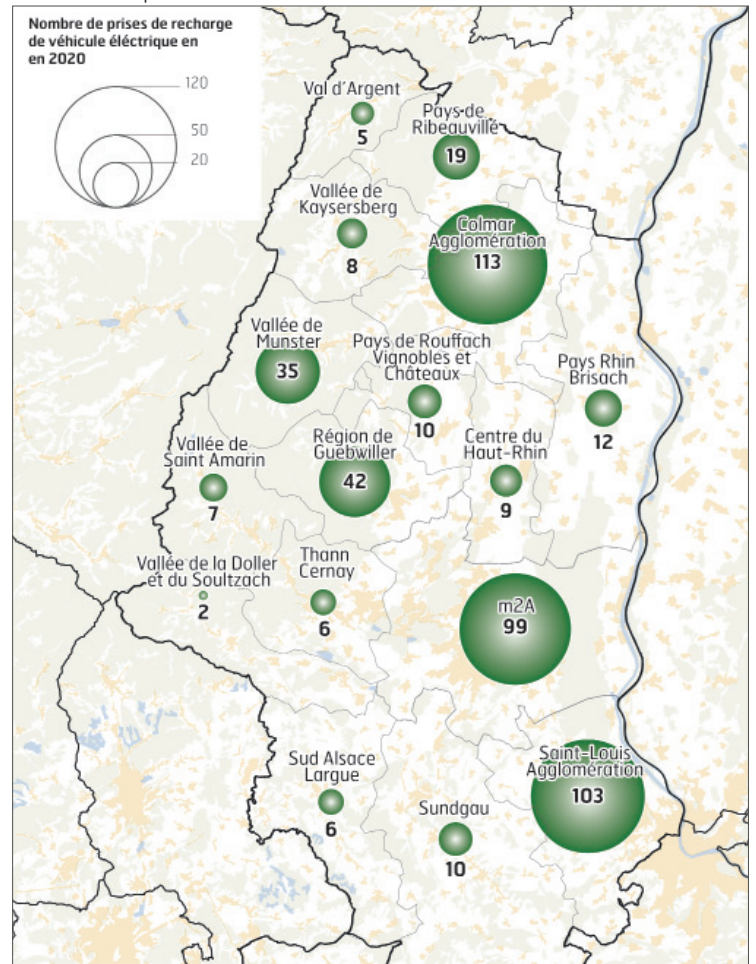 Nombre de prises de recharge
de véhicule éléctrique en
en 2020
120
50
20
Val d'Argent
5
Pays de
Ribeauvillé
19
Vallée de
Kaysersberg
8
Colmar
Agglomération
113
Vallée de
Munster
35
Pays de Rouffach
Vignobles et
Châteaux
10
Pays Rhin
Brisach
12
Vallée de
Saint Amarin
7
Région de
Guebwiller
42
Centre du
Haut-Rhin
9
Vallée de la Doller
et du Soultzach
2
Thann
Cernay
6
m2A
99
Sud Alsace
Largue
6
Sundgau
10
Saint-Louis
Agglomération
103